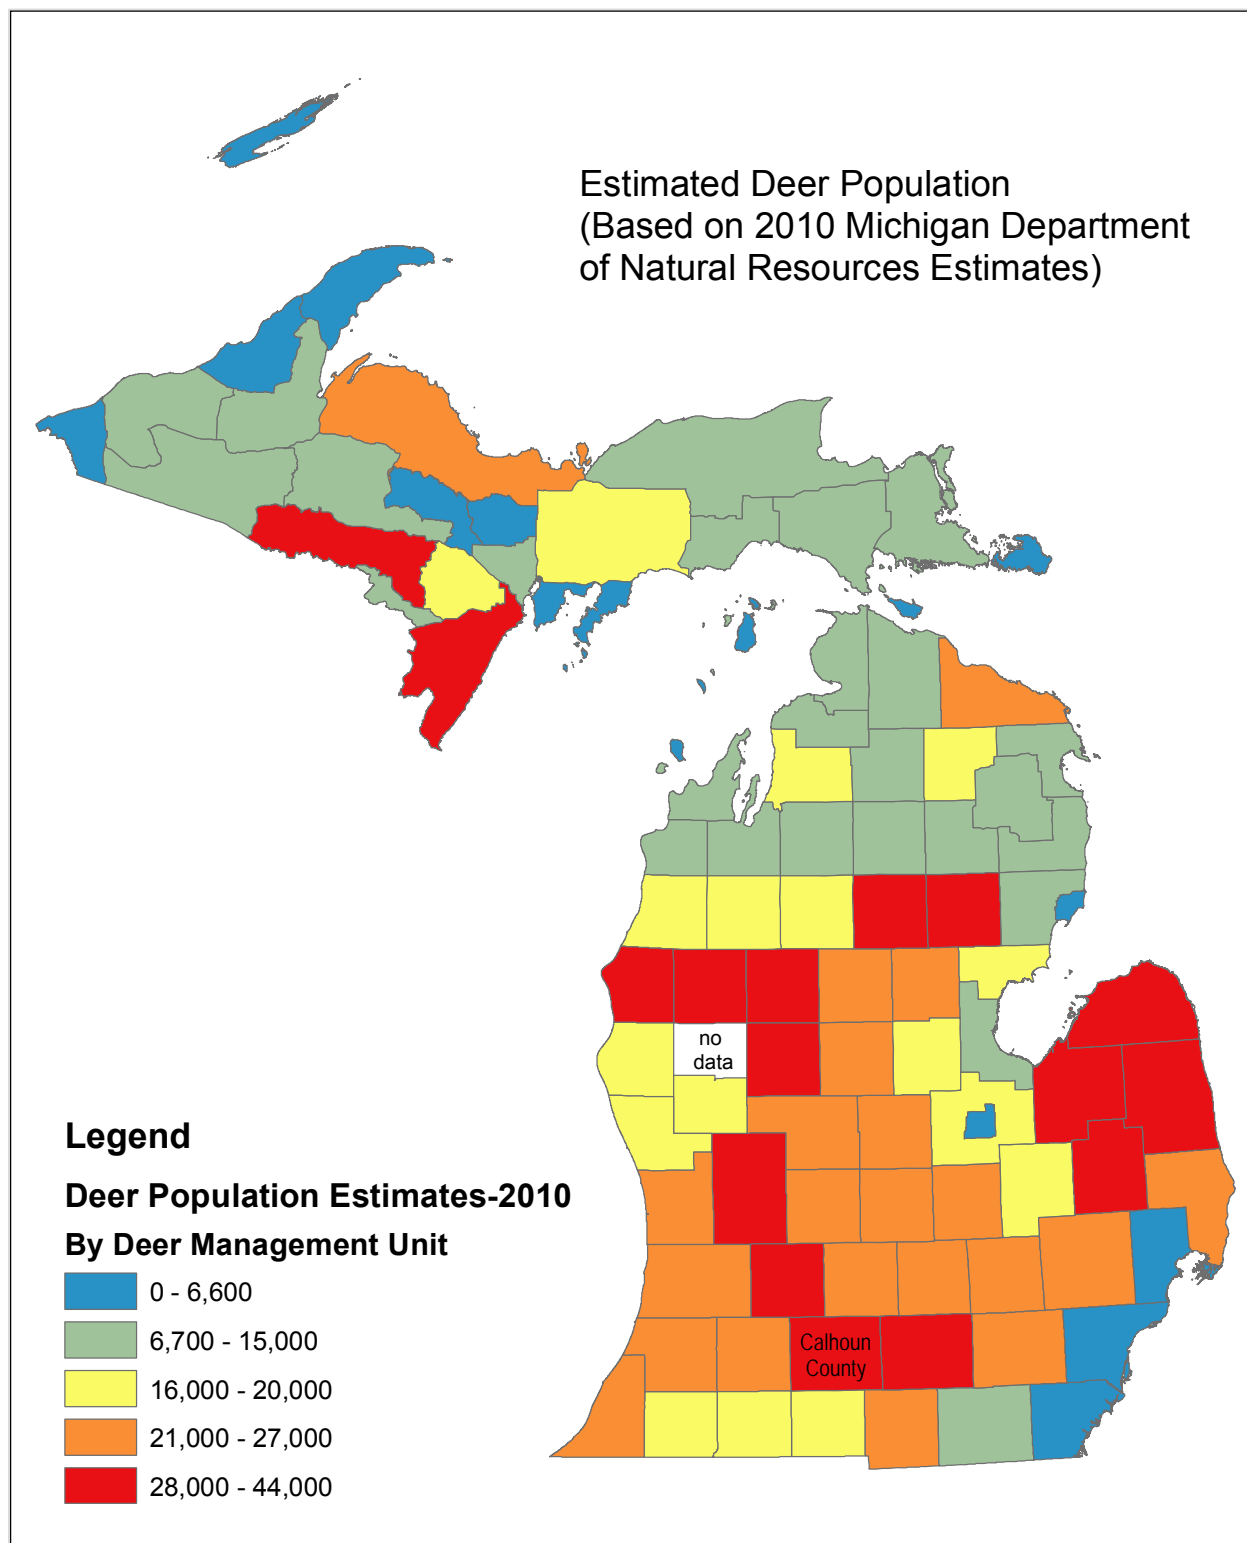 Estimated Deer Population
(Based on 2010 Michigan Department
of Natural Resources Estimates)
no
data
Legend
Deer Population Estimates-2010
By Deer Management Unit
0 - 6,600
6,700 - 15,000
16,000 - 20,000
21,000 - 27,000
28,000 - 44,000
Calhoun
County